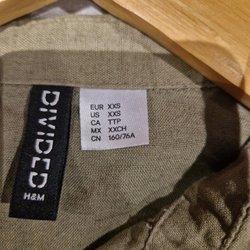 DIVIDED
H&M
EUR XXS
US XXS
CA TTP
MX XXCH
CN 160/76A